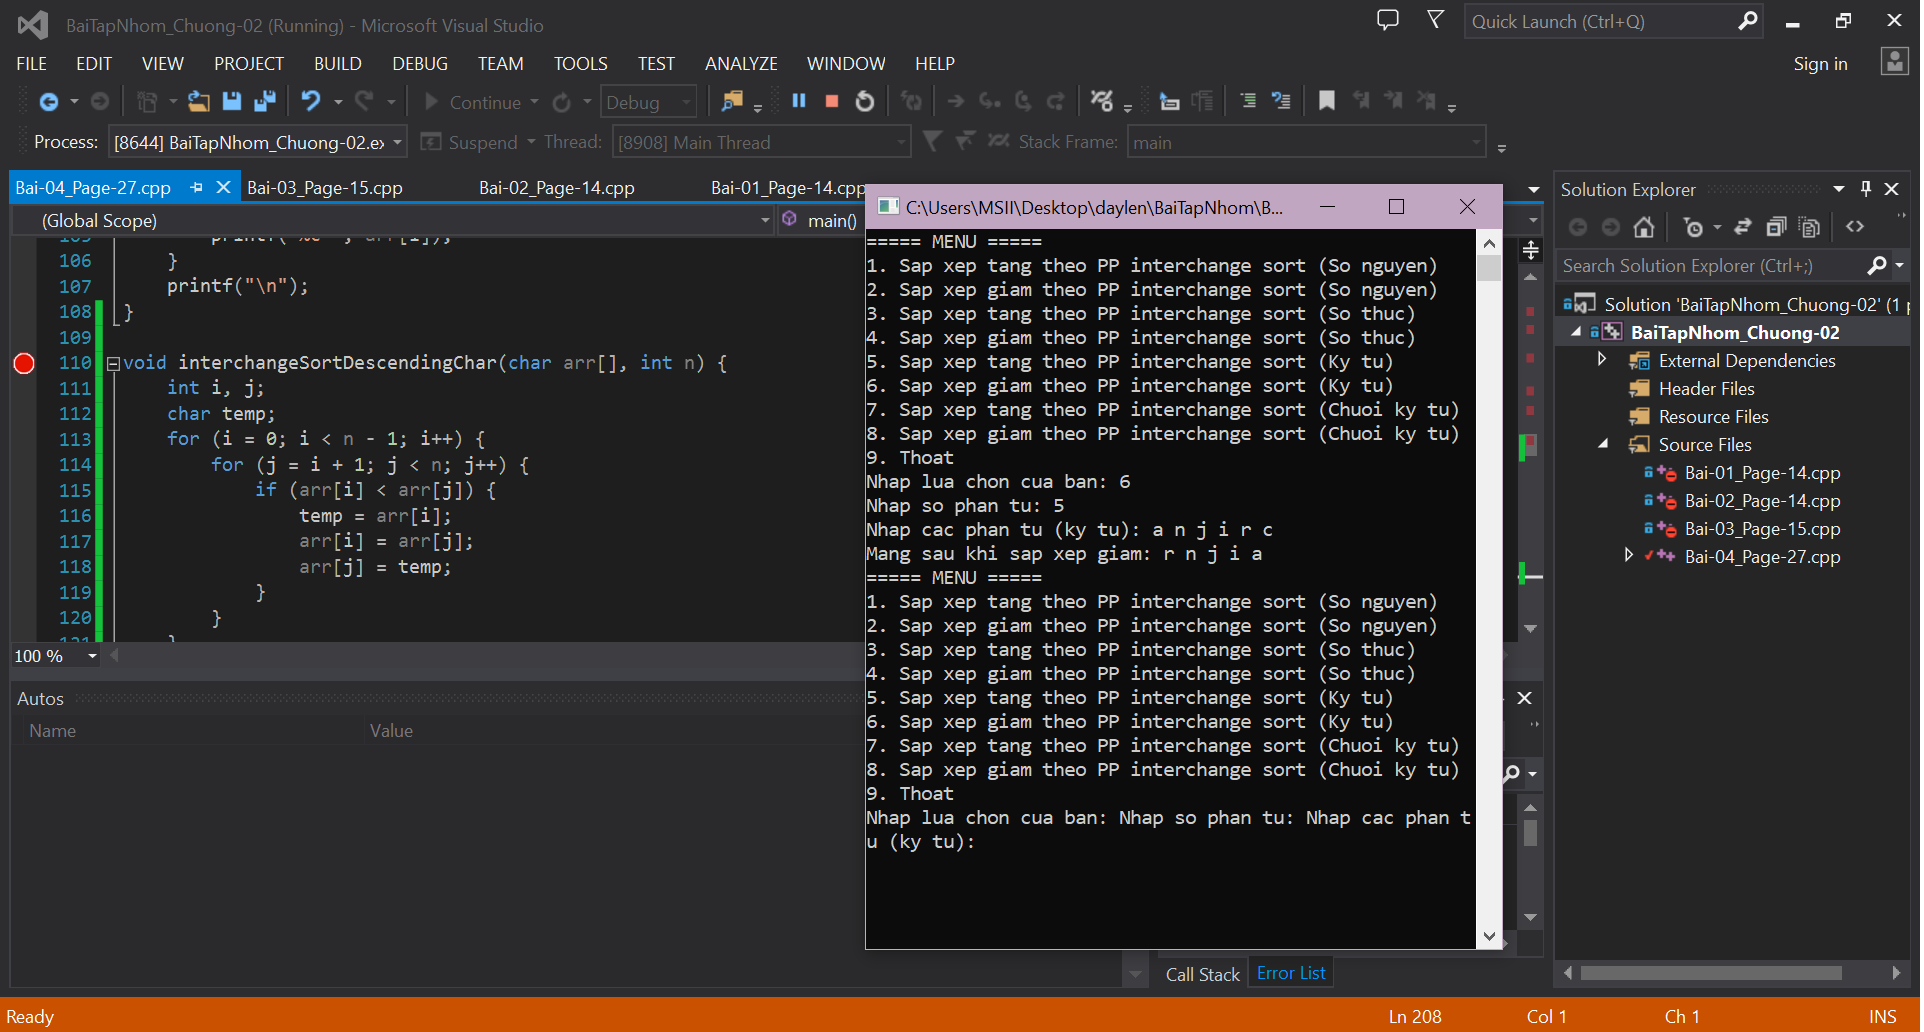 BaiTapNhom_Chuong-02 (Running) - Microsoft Visual Studio
Quick Launch (Ctrl+Q)
FILE EDIT VIEW PROJECT BUILD DEBUG TEAM TOOLS TEST ANALYZE WINDOW HELP
Sign in
Continue Debug
Process: [8644] BaiTapNhom_Chuong-02.ex Suspend Thread: [8908] Main Thread Stack Frame: main
Bai-04_Page-27.cpp Bai-03_Page-15.cpp Bai-02_Page-14.cpp Bai-01_Page-14.cpp
(Global Scope) main()
106 }
107 printf("\n");
108 }
109
110 void interchangeSortDescendingChar(char arr[], int n) {
111 int i, j;
112 char temp;
113 for (i = 0; i < n - 1; i++) {
114 for (j = i + 1; j < n; j++) {
115 if (arr[i] < arr[j]) {
116 temp = arr[i];
117 arr[i] = arr[j];
118 arr[j] = temp;
119 }
120 }
121 }
100 %
Autos
Name Value
C:\Users\MSII\Desktop\daylen\BaiTapNhom\B...
===== MENU =====
1. Sap xep tang theo PP interchange sort (So nguyen)
2. Sap xep giam theo PP interchange sort (So nguyen)
3. Sap xep tang theo PP interchange sort (So thuc)
4. Sap xep giam theo PP interchange sort (So thuc)
5. Sap xep tang theo PP interchange sort (Ky tu)
6. Sap xep giam theo PP interchange sort (Ky tu)
7. Sap xep tang theo PP interchange sort (Chuoi ky tu)
8. Sap xep giam theo PP interchange sort (Chuoi ky tu)
9. Thoat
Nhap lua chon cua ban: 6
Nhap so phan tu: 5
Nhap cac phan tu (ky tu): a n j i r c
Mang sau khi sap xep giam: r n j i a
===== MENU =====
1. Sap xep tang theo PP interchange sort (So nguyen)
2. Sap xep giam theo PP interchange sort (So nguyen)
3. Sap xep tang theo PP interchange sort (So thuc)
4. Sap xep giam theo PP interchange sort (So thuc)
5. Sap xep tang theo PP interchange sort (Ky tu)
6. Sap xep giam theo PP interchange sort (Ky tu)
7. Sap xep tang theo PP interchange sort (Chuoi ky tu)
8. Sap xep giam theo PP interchange sort (Chuoi ky tu)
9. Thoat
Nhap lua chon cua ban: Nhap so phan tu: Nhap cac phan t
u (ky tu):
Call Stack Error List
Solution Explorer
Search Solution Explorer (Ctrl+;)
Solution 'BaiTapNhom_Chuong-02' (1 p
BaiTapNhom_Chuong-02
External Dependencies
Header Files
Resource Files
Source Files
Bai-01_Page-14.cpp
Bai-02_Page-14.cpp
Bai-03_Page-15.cpp
Bai-04_Page-27.cpp
Ready Ln 208 Col 1 Ch 1 INS